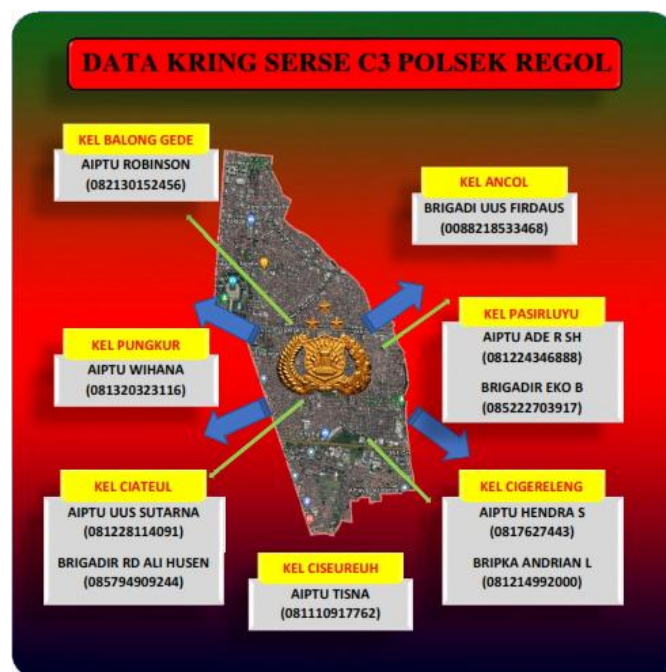 DATA KRING SERSE C3 POLSEK REGOL
KEL BALONG GEDE
AIPTU ROBINSON
(082130152456)
KEL ANCOL
BRIGADI UUS FIRDAUS
(0088218533468)
KEL PUNGKUR
AIPTU WIHANA
(081320323116)
KEL PASIRLUYU
AIPTU ADE R SH
(081224346888)
BRIGADIR EKO B
(085222703917)
KEL CIATEUL
AIPTU UUS SUTARNA
(081228114091)
BRIGADIR RD ALI HUSEN
(085794909244)
KEL CISEUREUH
AIPTU TISNA
(081110917762)
KEL CIGERELENG
AIPTU HENDRA S
(0817627443)
BRIPKA ANDRIAN L
(081214992000)